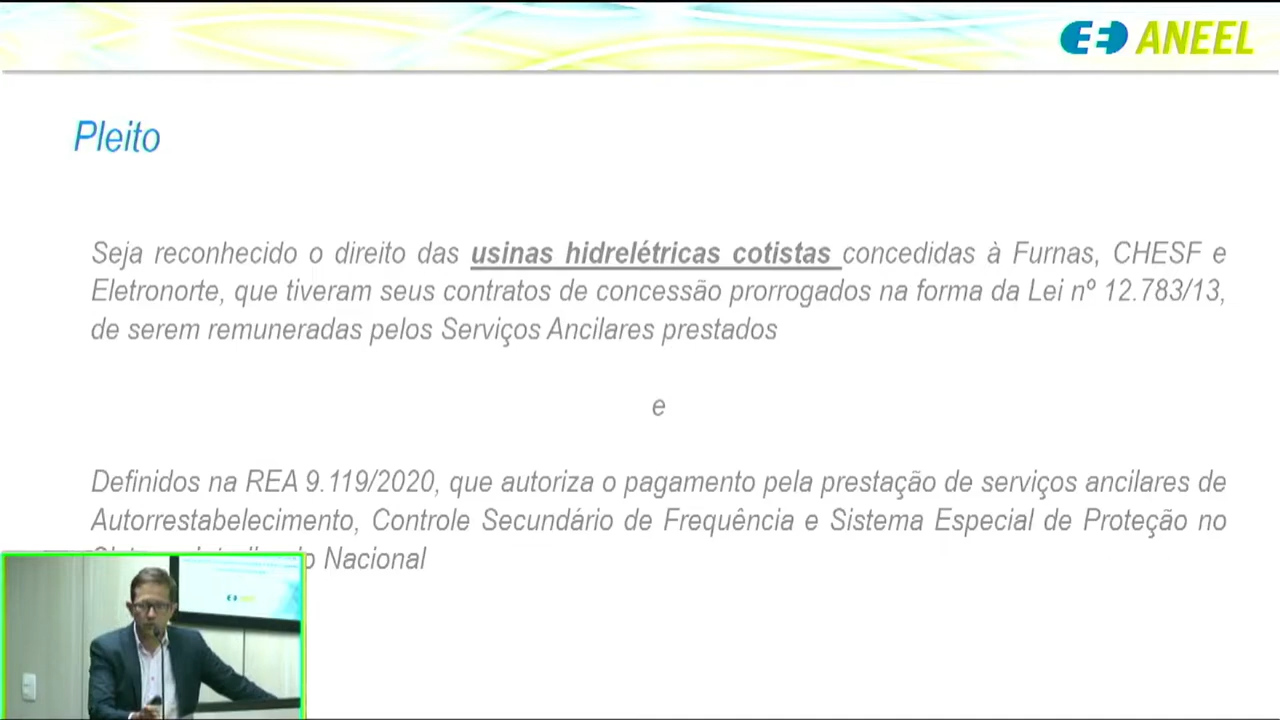 ANEEL
Pleito
Seja reconhecido o direito das usinas hidrelétricas cotistas concedidas à Furnas, CHESF e
Eletronorte, que tiveram seus contratos de concessão prorrogados na forma da Lei nº 12.783/13,
de serem remuneradas pelos Serviços Ancilares prestados
e
Definidos na REA 9.119/2020, que autoriza o pagamento pela prestação de serviços ancilares de
Autorrestabelecimento, Controle Secundário de Frequência e Sistema Especial de Proteção no
Nacional